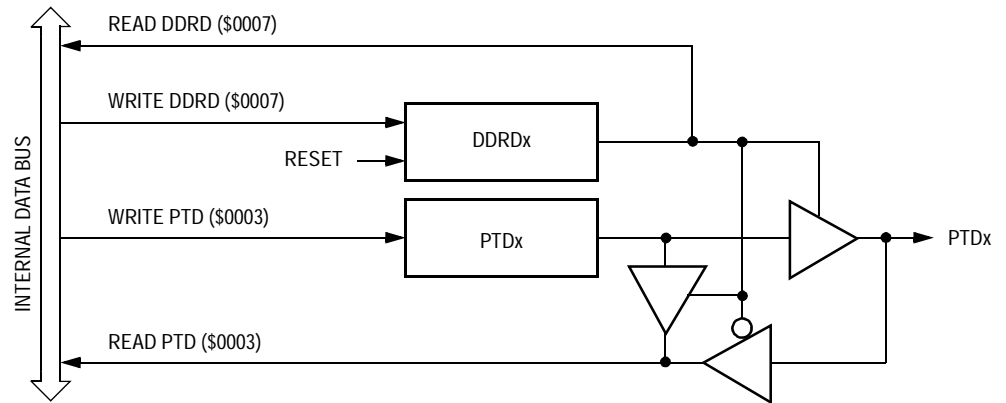 READ DDRD ($0007)
WRITE DDRD ($0007)
DDRDx
RESET
WRITE PTD ($0003)
PTDx
PTDx
READ PTD ($0003)
INTERNAL DATA BUS